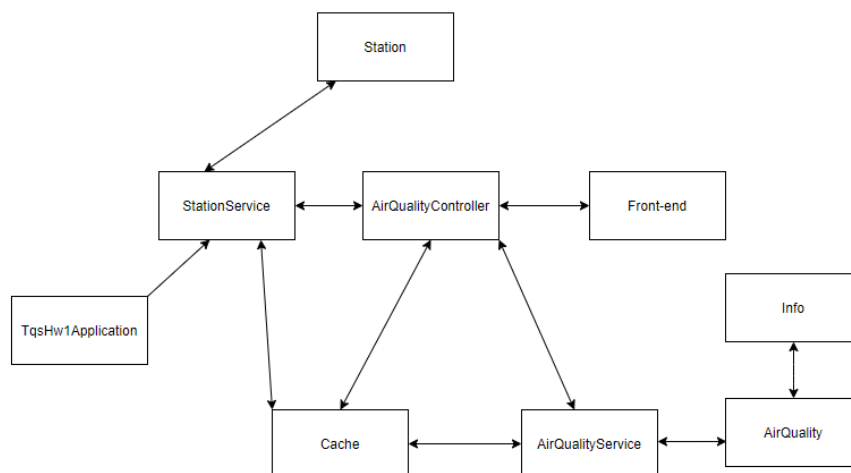 Station
StationService
AirQualityController
Front-end
TqsHw1Application
Info
Cache
AirQualityService
AirQuality